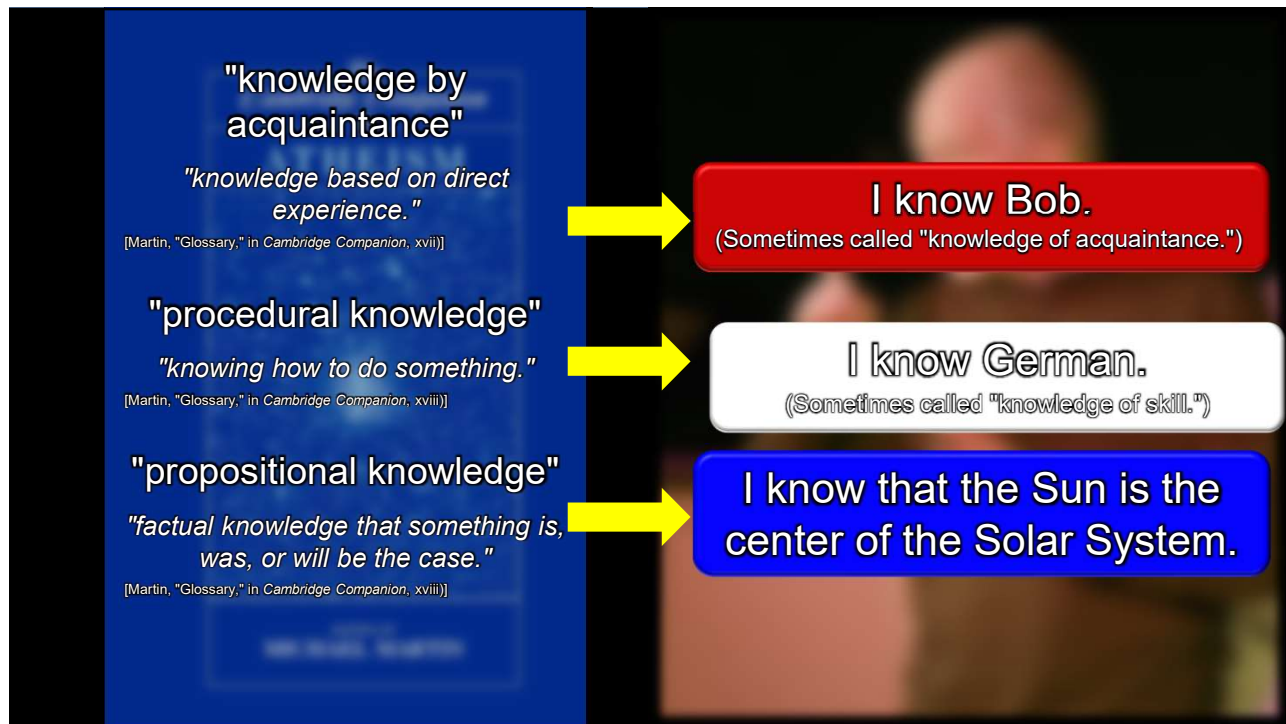 "knowledge by
acquaintance"
"knowledge based on direct
experience."
[Martin, "Glossary," in Cambridge Companion, xvii)]
"procedural knowledge"
"knowing how to do something."
[Martin, "Glossary," in Cambridge Companion, xviii)]
"propositional knowledge"
"factual knowledge that something is,
was, or will be the case."
[Martin, "Glossary," in Cambridge Companion, xviii)]
ATHEISM
MICHAEL MARTIN
I know Bob.
(Sometimes called "knowledge of acquaintance.")
I know German.
(Sometimes called "knowledge of skill.")
I know that the Sun is the
center of the Solar System.